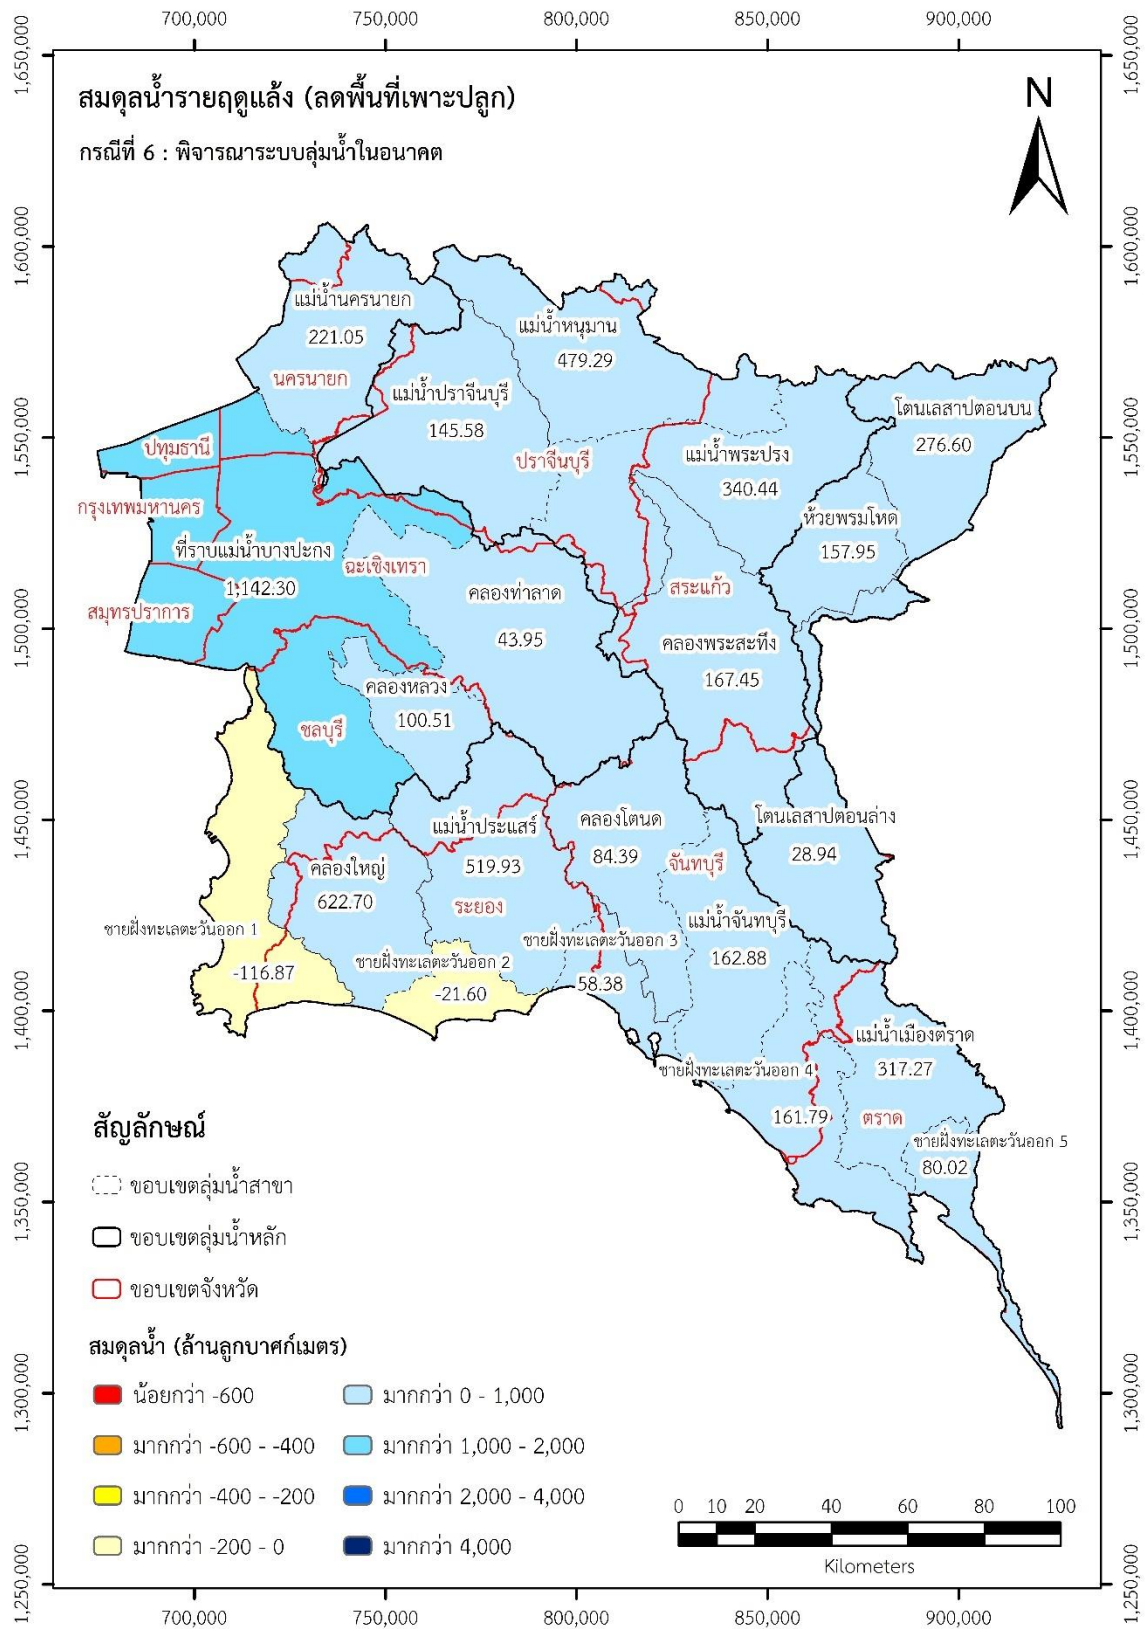 700,000 750,000 800,000 850,000 900,000
1,650,000 1,650,000
สมดุลน้ำรายฤดูแล้ง (ลดพื้นที่เพาะปลูก)
กรณีที่ 6 : พิจารณาระบบลุ่มน้ำในอนาคต
N
1,600,000 1,600,000
แม่น้ำนครนายก
221.05
นครนายก
แม่น้ำหนุมาน
479.29
แม่น้ำปราจีนบุรี
145.58
ปราจีนบุรี
โตนเลสาปตอนบน
276.60
1,550,000 1,550,000
ปทุมธานี
แม่น้ำพระปรง
340.44
กรุงเทพมหานคร
ห้วยพรมโหด
157.95
ที่ราบแม่น้ำบางปะกง
1,142.30
ฉะเชิงเทรา
สมุทรปราการ
คลองท่าลาด
43.95
สระแก้ว
1,500,000 1,500,000
คลองพระสะทึง
167.45
คลองหลวง
100.51
ชลบุรี
1,450,000 1,450,000
แม่น้ำประแสร์
519.93
คลองโตนด
84.39
โตนเลสาปตอนล่าง
28.94
จันทบุรี
คลองใหญ่
622.70
ระยอง
แม่น้ำจันทบุรี
162.88
ชายฝั่งทะเลตะวันออก 1
-116.87
ชายฝั่งทะเลตะวันออก 2
-21.60
ชายฝั่งทะเลตะวันออก 3
58.38
1,400,000 1,400,000
แม่น้ำเมืองตราด
317.27
ชายฝั่งทะเลตะวันออก 4
161.79
ตราด
ชายฝั่งทะเลตะวันออก 5
80.02
1,350,000 1,350,000
สัญลักษณ์
ขอบเขตลุ่มน้ำสาขา
ขอบเขตลุ่มน้ำหลัก
ขอบเขตจังหวัด
สมดุลน้ำ (ล้านลูกบาศก์เมตร)
1,300,000 1,300,000
น้อยกว่า -600 มากกว่า 0 - 1,000
มากกว่า -600 - -400 มากกว่า 1,000 - 2,000
มากกว่า -400 - -200 มากกว่า 2,000 - 4,000
มากกว่า -200 - 0 มากกว่า 4,000
0 10 20 40 60 80 100
Kilometers
1,250,000 1,250,000
700,000 750,000 800,000 850,000 900,000